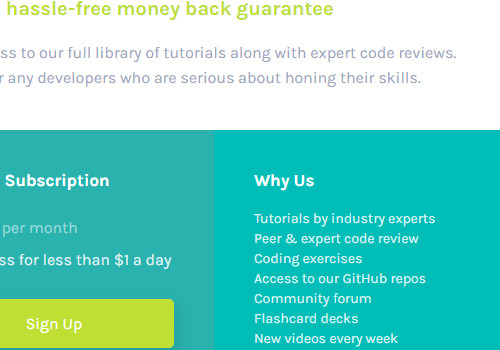 hassle-free money back guarantee
to our full library of tutorials along with expert code reviews.
any developers who are serious about honing their skills.
Subscription
per month
for less than $1 a day
Sign Up
Why Us
Tutorials by industry experts
Peer & expert code review
Coding exercises
Access to our GitHub repos
Community forum
Flashcard decks
New videos every week